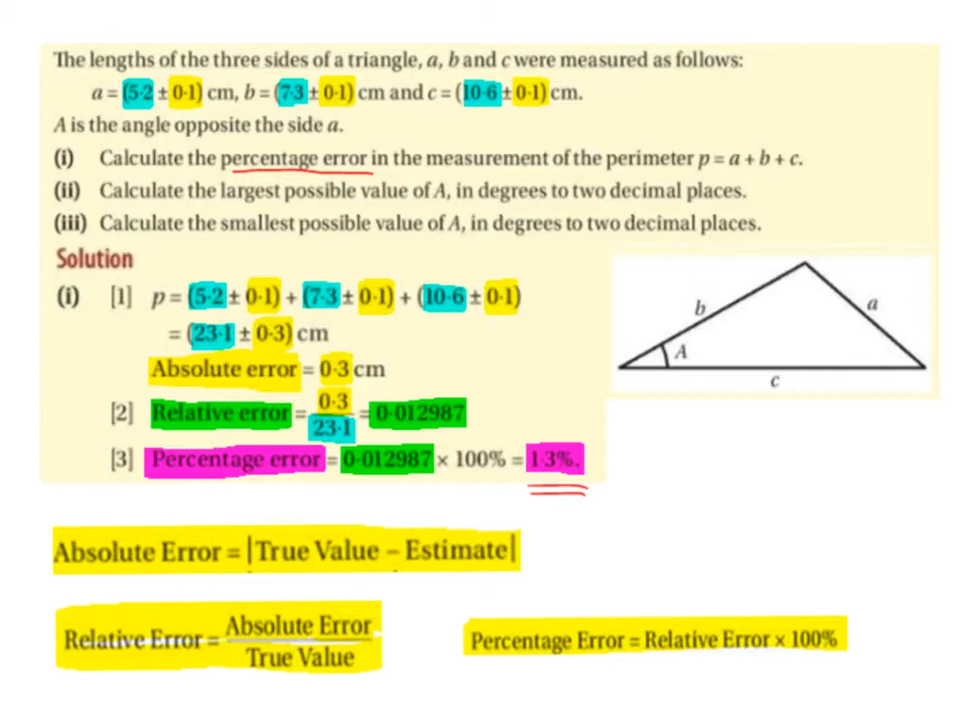 The lengths of the three sides of a triangle, a, b and c were measured as follows:
a = (5·2 ± 0·1) cm, b = (7·3 ± 0·1) cm and c = (10·6 ± 0·1) cm.
A is the angle opposite the side a.
(i) Calculate the percentage error in the measurement of the perimeter p = a + b + c.
(ii) Calculate the largest possible value of A, in degrees to two decimal places.
(iii) Calculate the smallest possible value of A, in degrees to two decimal places.
Solution
(i) [1] p = (5·2 ± 0·1) + (7·3 ± 0·1) + (10·6 ± 0·1)
= (23·1 ± 0·3) cm
Absolute error = 0·3 cm
[2] Relative error = 0·3 / 23·1 = 0·012987
[3] Percentage error = 0·012987 × 100% = 1·3%.
b
a
A
c
Absolute Error = |True Value – Estimate|
Relative Error = Absolute Error / True Value
Percentage Error = Relative Error × 100%